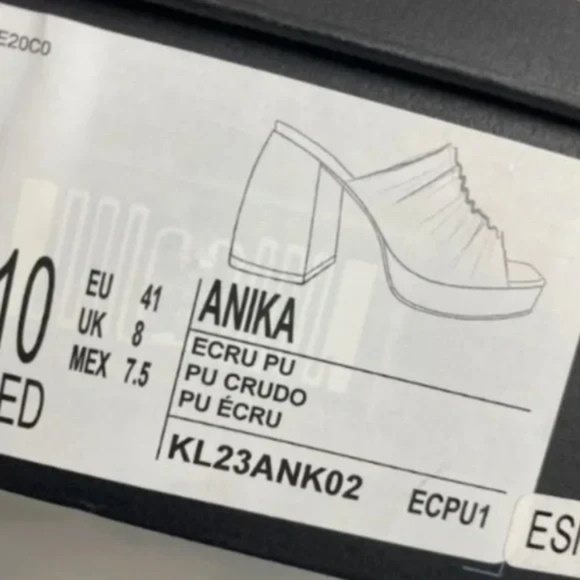 E20C0
10
ED
EU 41
UK 8
MEX 7.5
ANIKA
ECRU PU
PU CRUDO
PU ÉCRU
KL23ANK02
ECPU1